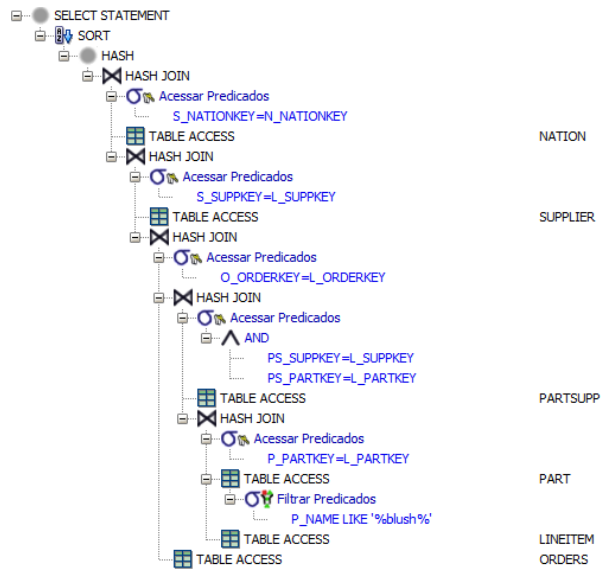 SELECT STATEMENT
SORT
HASH
HASH JOIN
Acessar Predicados
S_NATIONKEY=N_NATIONKEY
TABLE ACCESS NATION
HASH JOIN
Acessar Predicados
S_SUPPKEY=L_SUPPKEY
TABLE ACCESS SUPPLIER
HASH JOIN
Acessar Predicados
O_ORDERKEY=L_ORDERKEY
HASH JOIN
Acessar Predicados
AND
PS_SUPPKEY=L_SUPPKEY
PS_PARTKEY=L_PARTKEY
TABLE ACCESS PARTSUPP
HASH JOIN
Acessar Predicados
P_PARTKEY=L_PARTKEY
TABLE ACCESS PART
Filtrar Predicados
P_NAME LIKE '%blush%'
TABLE ACCESS LINEITEM
TABLE ACCESS ORDERS